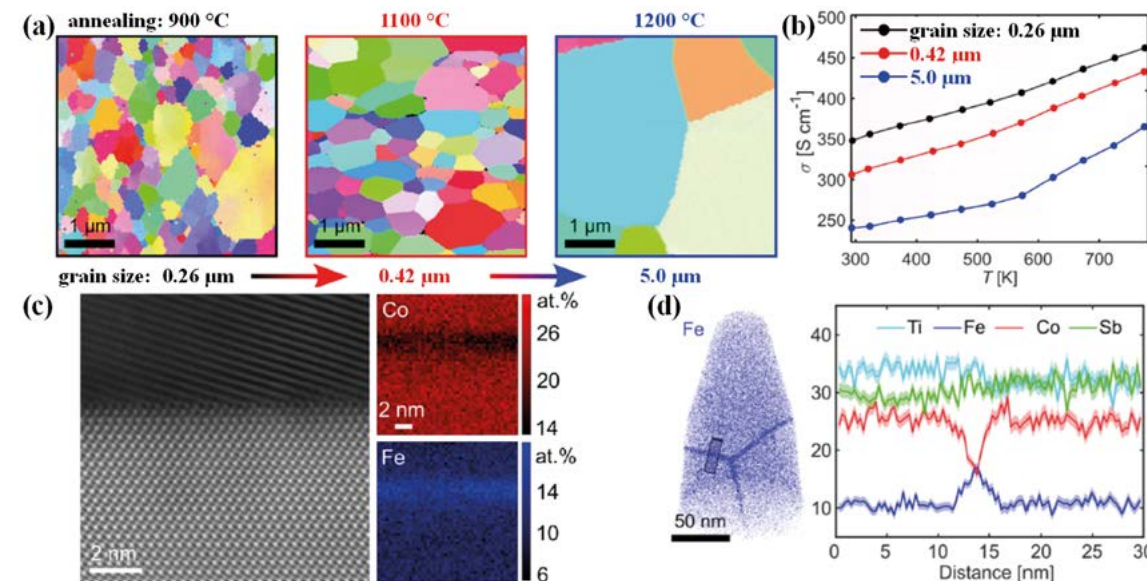 annealing: 900 °C
1100 °C
1200 °C
(a)
1 µm
1 µm
1 µm
grain size: 0.26 µm
0.42 µm
5.0 µm
(b)
500
450
400
350
300
250
σ [S cm⁻¹]
grain size: 0.26 µm
0.42 µm
5.0 µm
300 400 500 600 700
T [K]
(c)
2 nm
Co
2 nm
at.%
26
20
14
Fe
at.%
14
10
6
(d)
Fe
50 nm
Ti Fe Co Sb
40
30
20
10
0 5 10 15 20 25 30
Distance [nm]